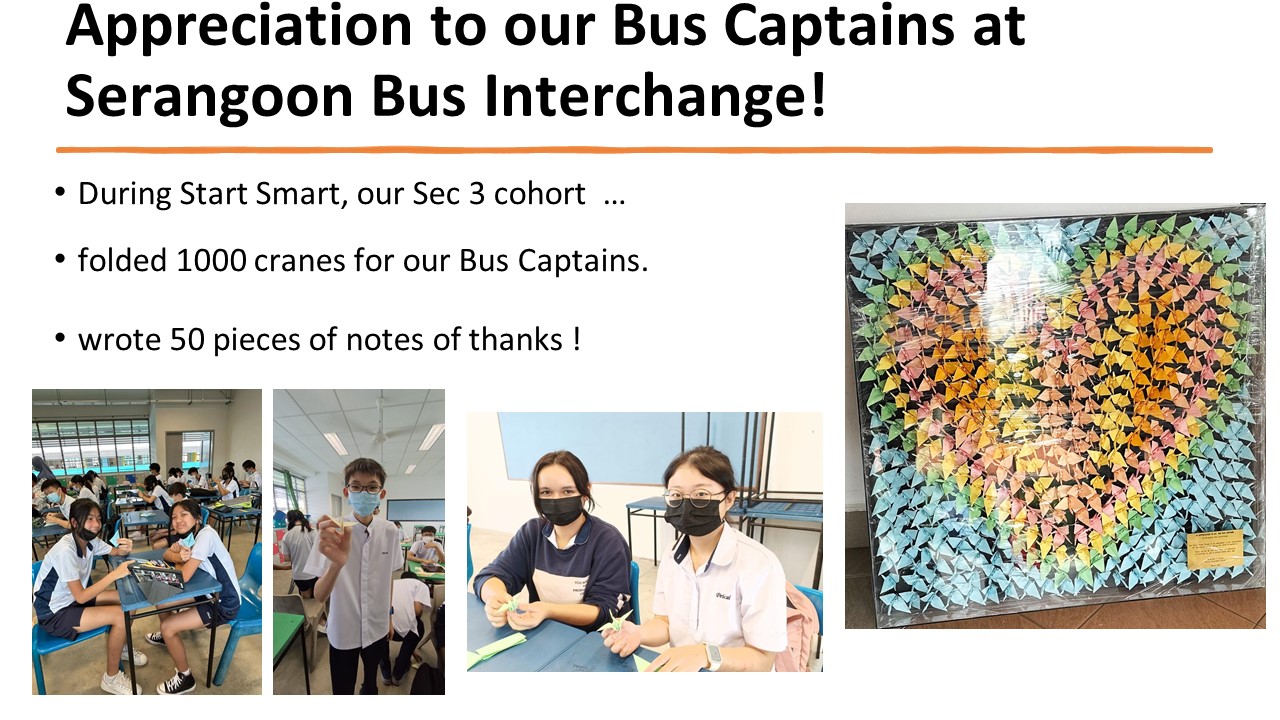 Appreciation to our Bus Captains at
Serangoon Bus Interchange!
• During Start Smart, our Sec 3 cohort  ...
• folded 1000 cranes for our Bus Captains.
• wrote 50 pieces of notes of thanks !